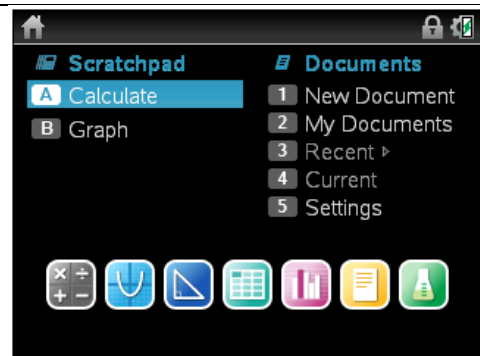 Scratchpad
A Calculate
B Graph
Documents
1 New Document
2 My Documents
3 Recent ▹
4 Current
5 Settings